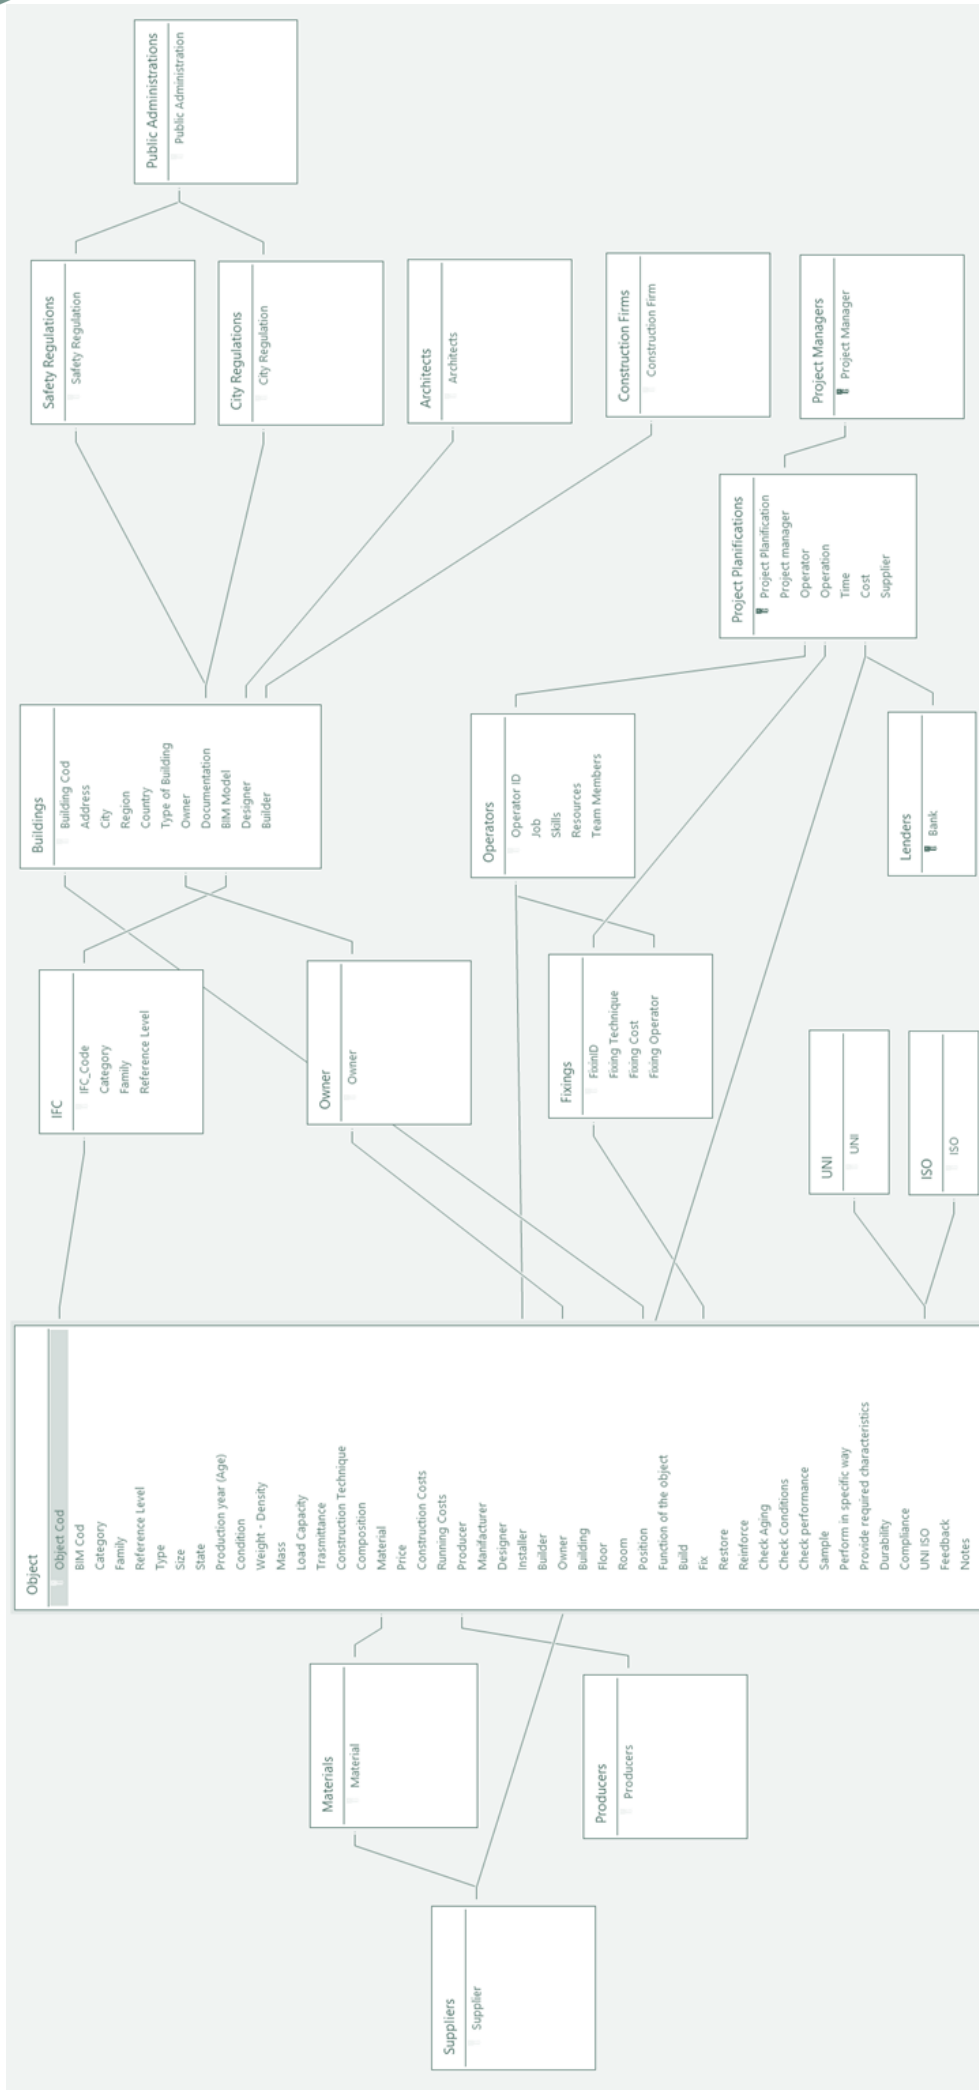 Suppliers
Supplier
Materials
Material
Producers
Producers
Object
Object Cod
BIM Cod
Category
Family
Reference Level
Type
Size
State
Production year (Age)
Condition
Weight - Density
Mass
Load Capacity
Trasmittance
Construction Technique
Composition
Material
Price
Construction Costs
Running Costs
Producer
Manifacturer
Designer
Installer
Builder
Owner
Building
Floor
Room
Position
Function of the object
Build
Fix
Restore
Reinforce
Check Aging
Check Conditions
Check performance
Sample
Perform in specific way
Provide required characteristics
Durability
Compliance
UNI ISO
Feedback
Notes
IFC
IFC_Code
Category
Family
Reference Level
Owner
Owner
Fixings
FixinID
Fixing Technique
Fixing Cost
Fixing Operator
UNI
UNI
ISO
ISO
Buildings
Building Cod
Address
City
Region
Country
Type of Building
Owner
Documentation
BIM Model
Designer
Builder
Operators
Operator ID
Job
Skills
Resources
Team Members
Lenders
Bank
Project Planifications
Project Planification
Project manager
Operator
Operation
Time
Cost
Supplier
Safety Regulations
Safety Regulation
City Regulations
City Regulation
Architects
Architects
Construction Firms
Construction Firm
Project Managers
Project Manager
Public Administrations
Public Administration